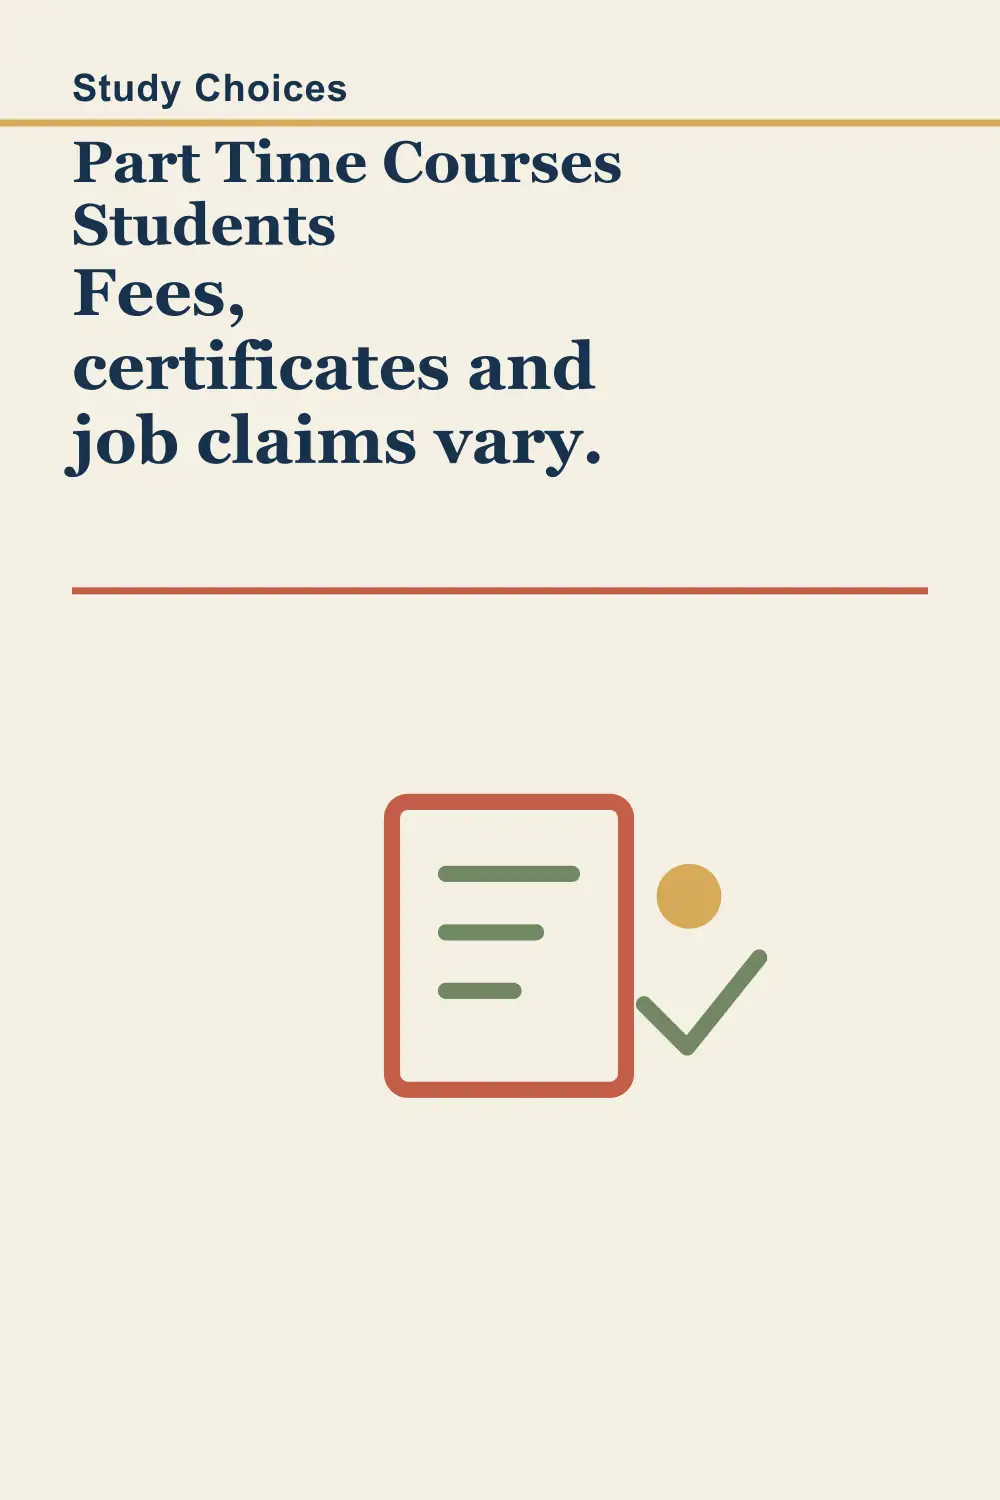 Study Choices
Part Time Courses
Students
Fees,
certificates and
job claims vary.